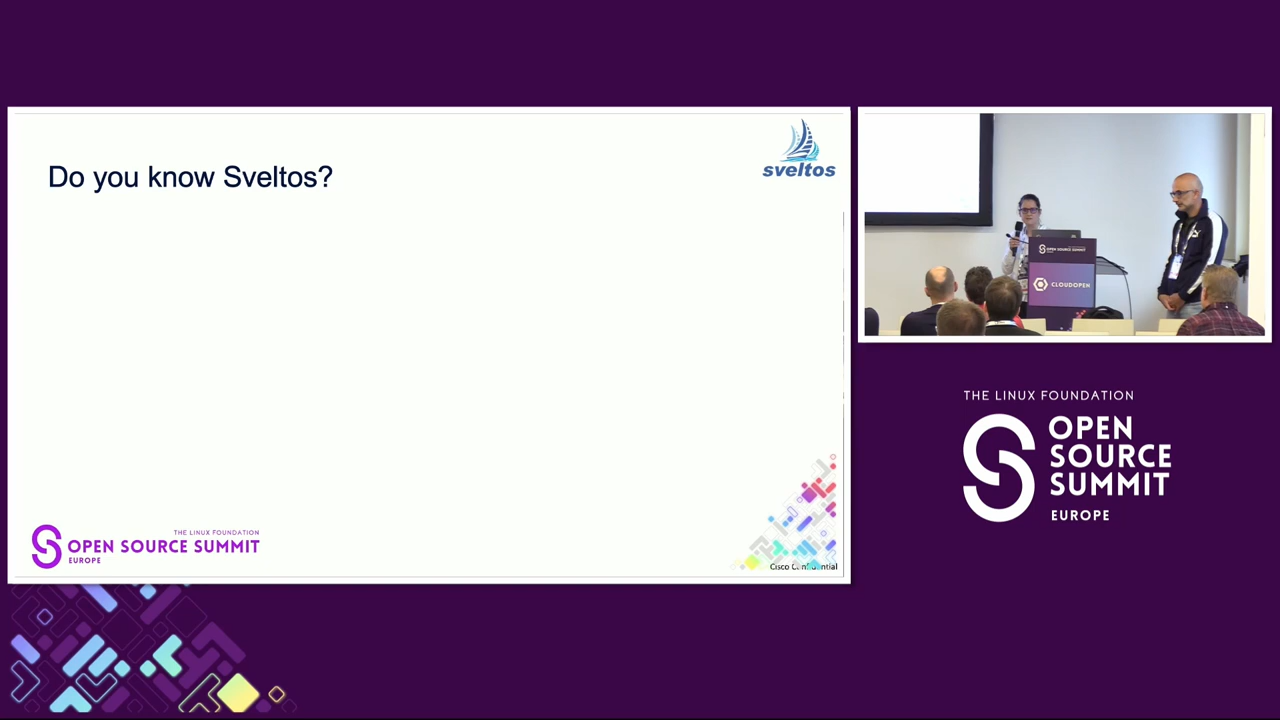 Do you know Sveltos?
sveltos
THE LINUX FOUNDATION
OPEN SOURCE SUMMIT
EUROPE
Cisco Confidential
OPEN SOURCE SUMMIT
CLOUDOPEN
THE LINUX FOUNDATION
OPEN
SOURCE
SUMMIT
EUROPE